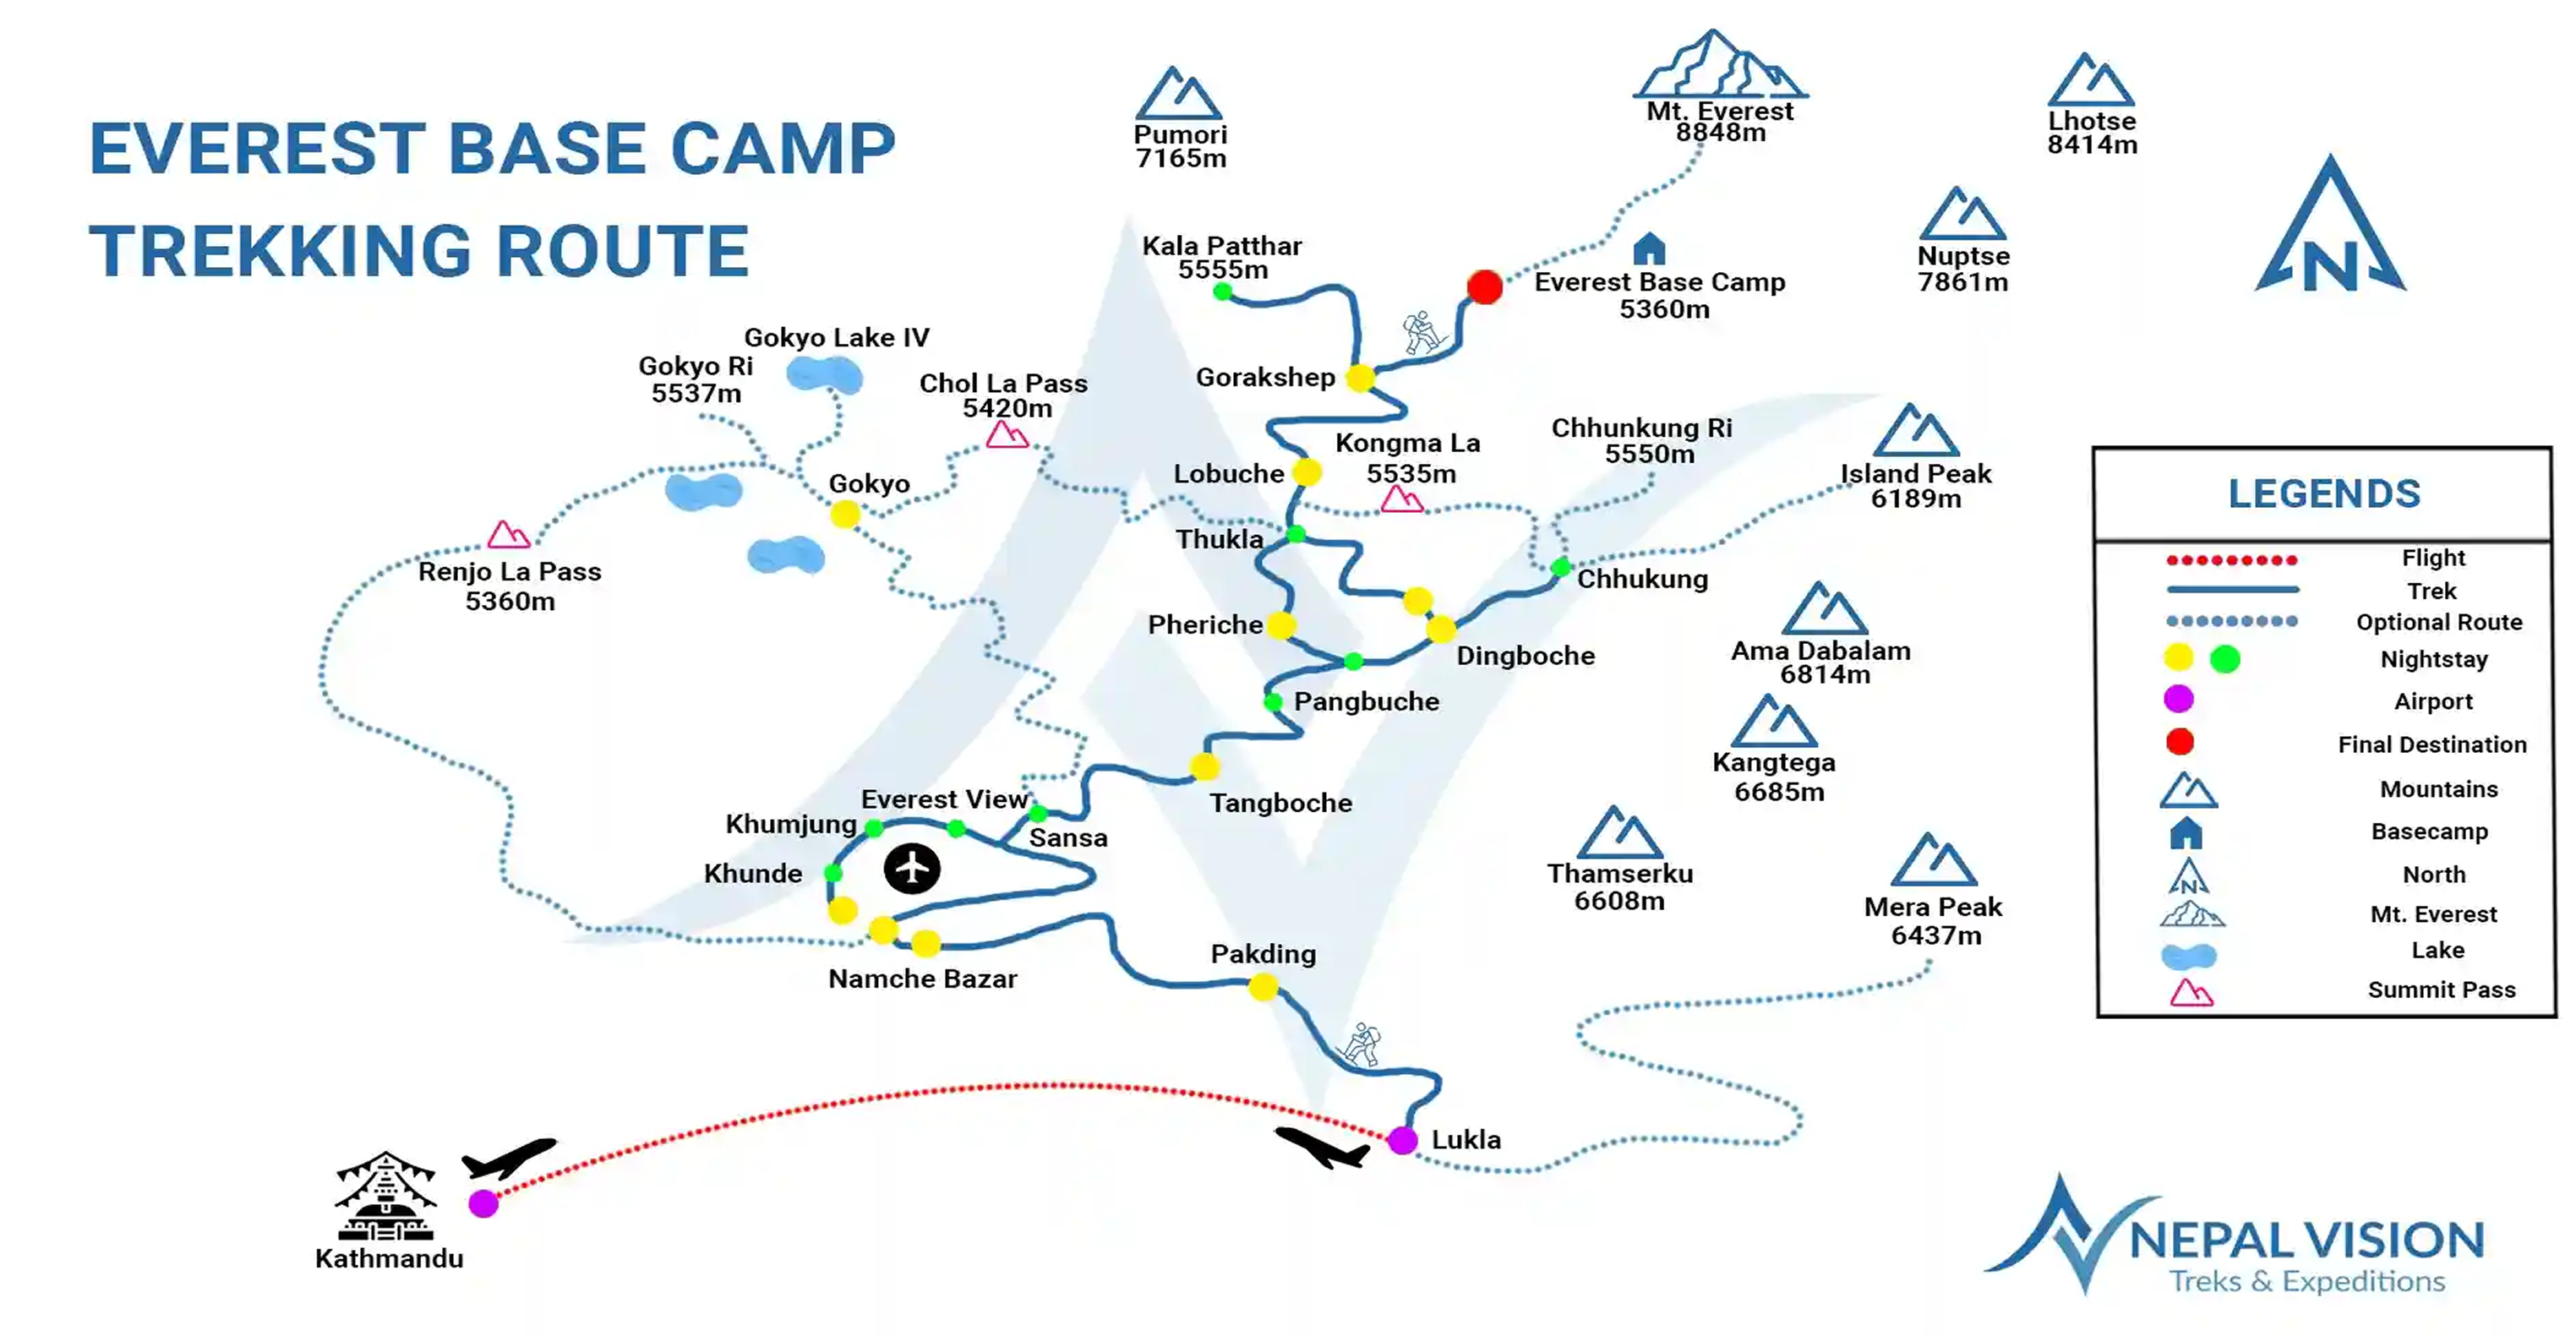 EVEREST BASE CAMP
TREKKING ROUTE
Pumori
7165m
Mt. Everest
8848m
Lhotse
8414m
Nuptse
7861m
N
Kala Patthar
5555m
Everest Base Camp
5360m
Gokyo Lake IV
Gokyo Ri
5537m
Chol La Pass
5420m
Gorakshep
Kongma La
5535m
Chhunkung Ri
5550m
Island Peak
6189m
Lobuche
Gokyo
Thukla
Renjo La Pass
5360m
Chhukung
Pheriche
Dingboche
Ama Dabalam
6814m
Pangbuche
Kangtega
6685m
Tangboche
Everest View
Khumjung
Sansa
Khunde
Thamserku
6608m
Mera Peak
6437m
Namche Bazar
Pakding
Lukla
Kathmandu
LEGENDS
Flight
Trek
Optional Route
Nightstay
Airport
Final Destination
Mountains
Basecamp
N
North
Mt. Everest
Lake
Summit Pass
NEPAL VISION
Treks & Expeditions